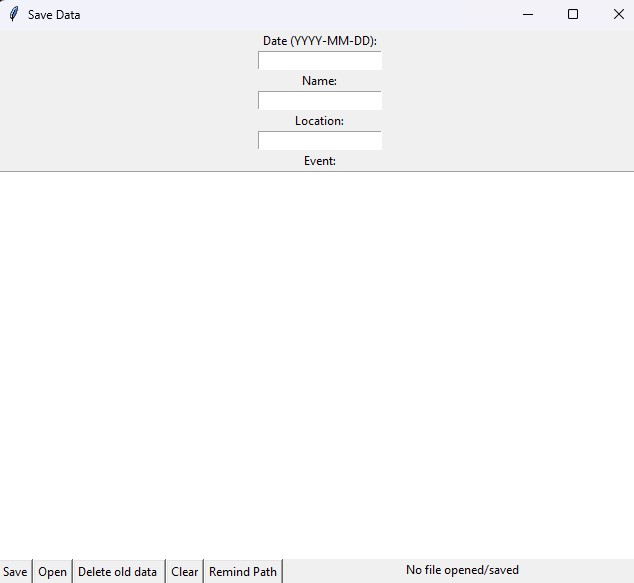 Save Data
Date (YYYY-MM-DD):
Name:
Location:
Event:
Save Open Delete old data Clear Remind Path No file opened/saved